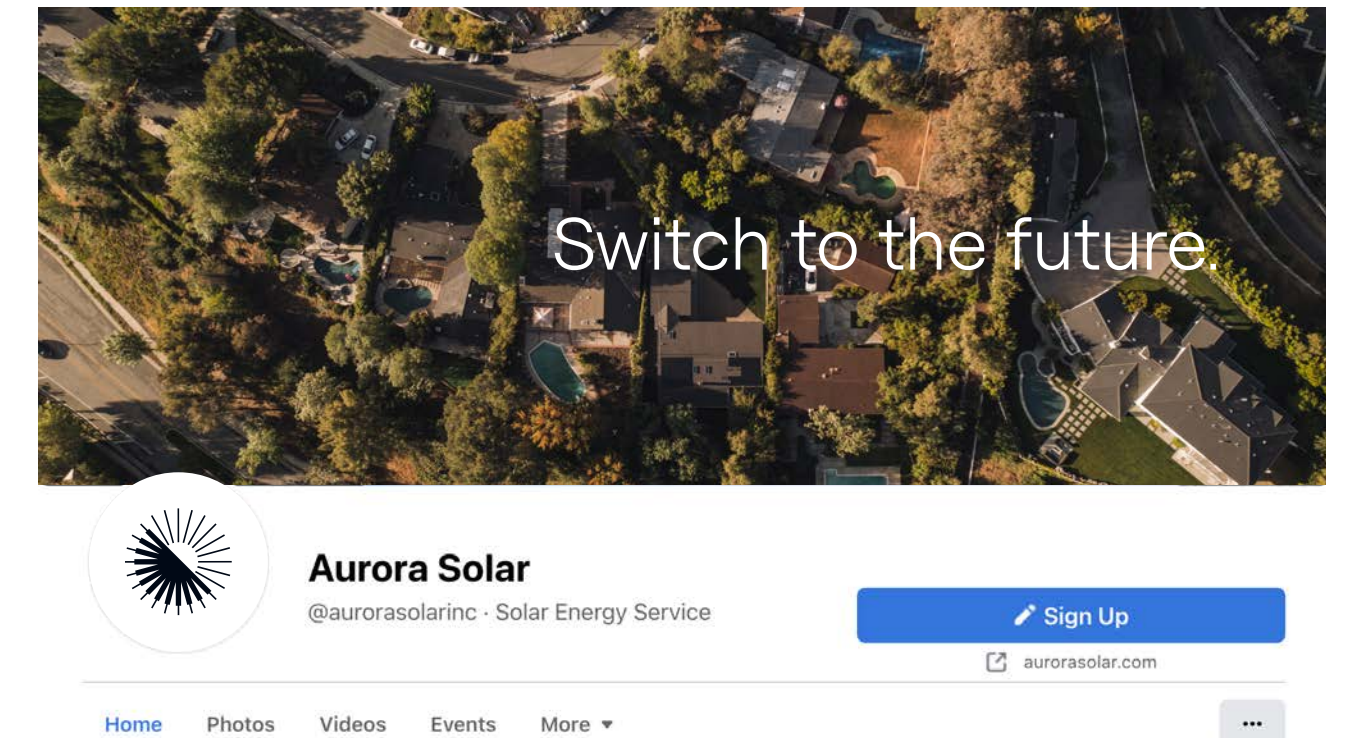 Switch to the future.
Aurora Solar
@aurorasolarinc · Solar Energy Service
Sign Up
aurorasolar.com
Home Photos Videos Events More ▾ ...